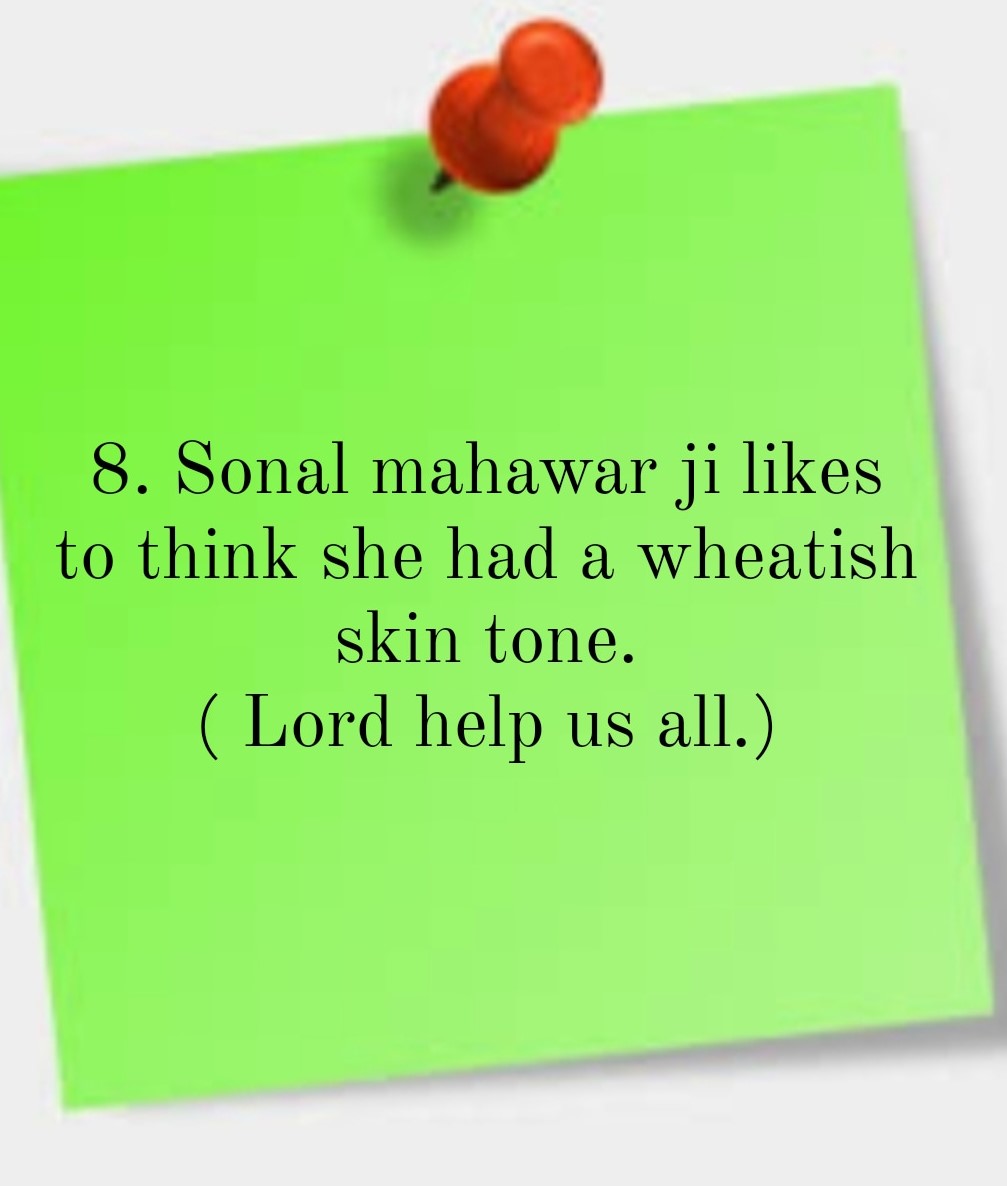 8. Sonal mahawar ji likes
to think she had a wheatish
skin tone.
( Lord help us all.)